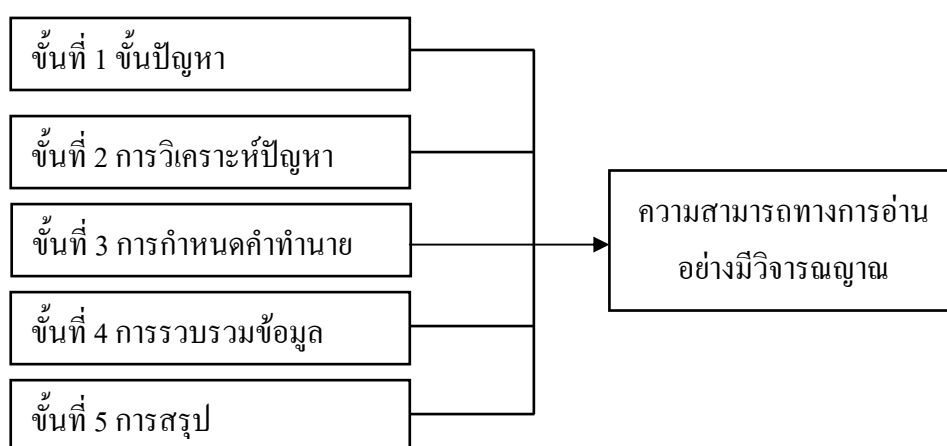 ขั้นที่ 1 ขั้นปัญหา
ขั้นที่ 2 การวิเคราะห์ปัญหา
ขั้นที่ 3 การกำหนดคำทำนาย
ขั้นที่ 4 การรวบรวมข้อมูล
ขั้นที่ 5 การสรุป
ความสามารถทางการอ่าน
อย่างมีวิจารณญาณ